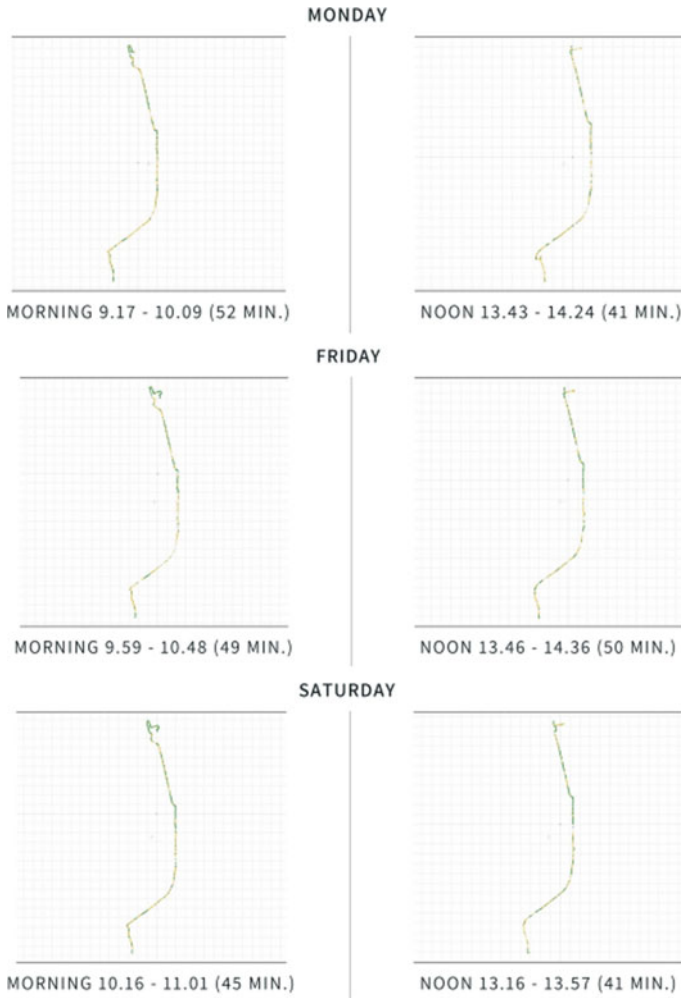 MONDAY
MORNING 9.17 - 10.09 (52 MIN.)
NOON 13.43 - 14.24 (41 MIN.)
FRIDAY
MORNING 9.59 - 10.48 (49 MIN.)
NOON 13.46 - 14.36 (50 MIN.)
SATURDAY
MORNING 10.16 - 11.01 (45 MIN.)
NOON 13.16 - 13.57 (41 MIN.)